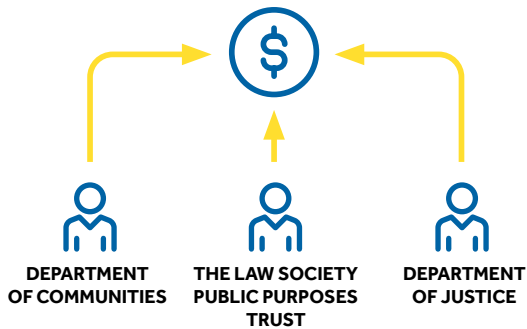 $
DEPARTMENT
OF COMMUNITIES
THE LAW SOCIETY
PUBLIC PURPOSES
TRUST
DEPARTMENT
OF JUSTICE